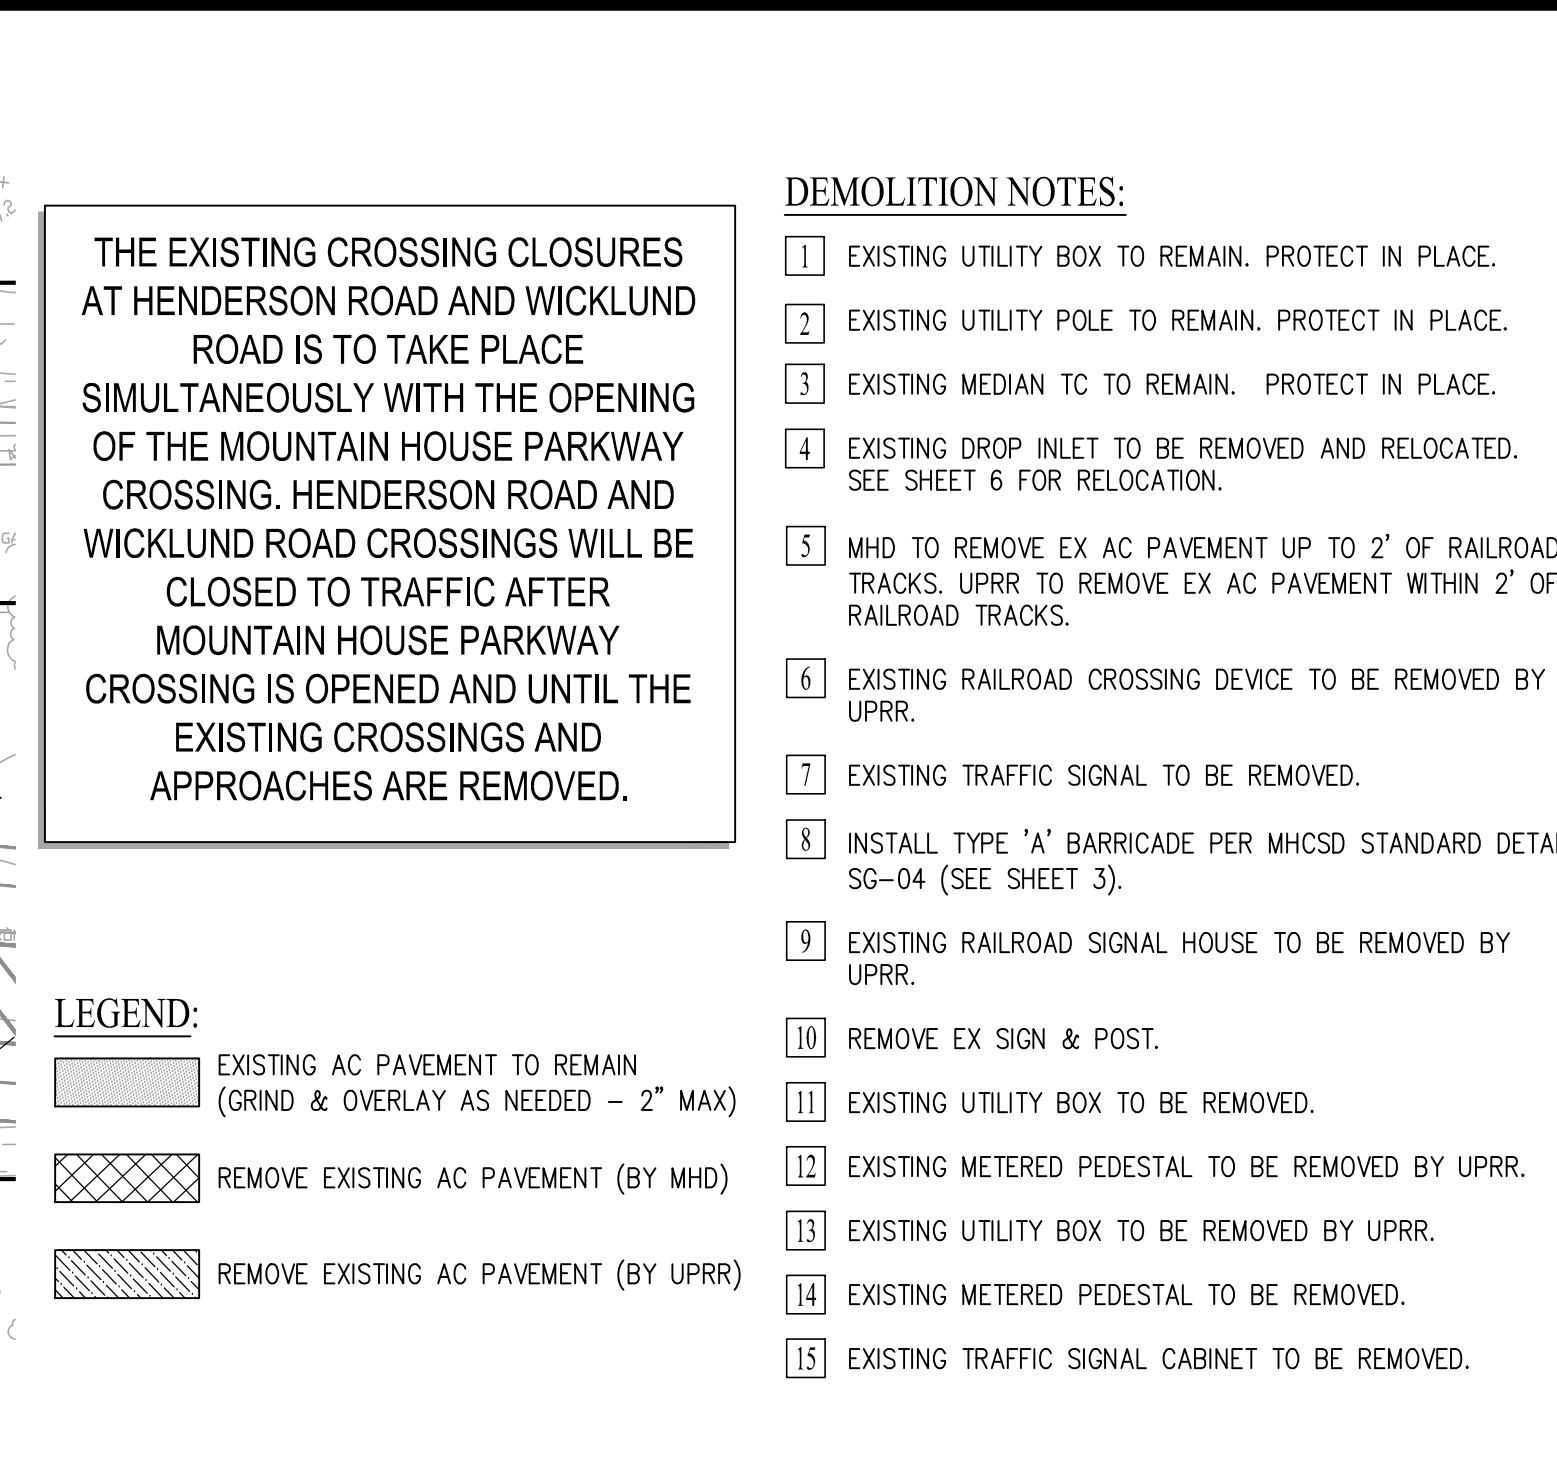 THE EXISTING CROSSING CLOSURES
AT HENDERSON ROAD AND WICKLUND
ROAD IS TO TAKE PLACE
SIMULTANEOUSLY WITH THE OPENING
OF THE MOUNTAIN HOUSE PARKWAY
CROSSING. HENDERSON ROAD AND
WICKLUND ROAD CROSSINGS WILL BE
CLOSED TO TRAFFIC AFTER
MOUNTAIN HOUSE PARKWAY
CROSSING IS OPENED AND UNTIL THE
EXISTING CROSSINGS AND
APPROACHES ARE REMOVED.
LEGEND:
EXISTING AC PAVEMENT TO REMAIN
(GRIND & OVERLAY AS NEEDED – 2" MAX)
REMOVE EXISTING AC PAVEMENT (BY MHD)
REMOVE EXISTING AC PAVEMENT (BY UPRR)
DEMOLITION NOTES:
1 EXISTING UTILITY BOX TO REMAIN. PROTECT IN PLACE.
2 EXISTING UTILITY POLE TO REMAIN. PROTECT IN PLACE.
3 EXISTING MEDIAN TC TO REMAIN. PROTECT IN PLACE.
4 EXISTING DROP INLET TO BE REMOVED AND RELOCATED.
SEE SHEET 6 FOR RELOCATION.
5 MHD TO REMOVE EX AC PAVEMENT UP TO 2' OF RAILROAD
TRACKS. UPRR TO REMOVE EX AC PAVEMENT WITHIN 2' OF
RAILROAD TRACKS.
6 EXISTING RAILROAD CROSSING DEVICE TO BE REMOVED BY
UPRR.
7 EXISTING TRAFFIC SIGNAL TO BE REMOVED.
8 INSTALL TYPE 'A' BARRICADE PER MHCSD STANDARD DETAI
SG–04 (SEE SHEET 3).
9 EXISTING RAILROAD SIGNAL HOUSE TO BE REMOVED BY
UPRR.
10 REMOVE EX SIGN & POST.
11 EXISTING UTILITY BOX TO BE REMOVED.
12 EXISTING METERED PEDESTAL TO BE REMOVED BY UPRR.
13 EXISTING UTILITY BOX TO BE REMOVED BY UPRR.
14 EXISTING METERED PEDESTAL TO BE REMOVED.
15 EXISTING TRAFFIC SIGNAL CABINET TO BE REMOVED.